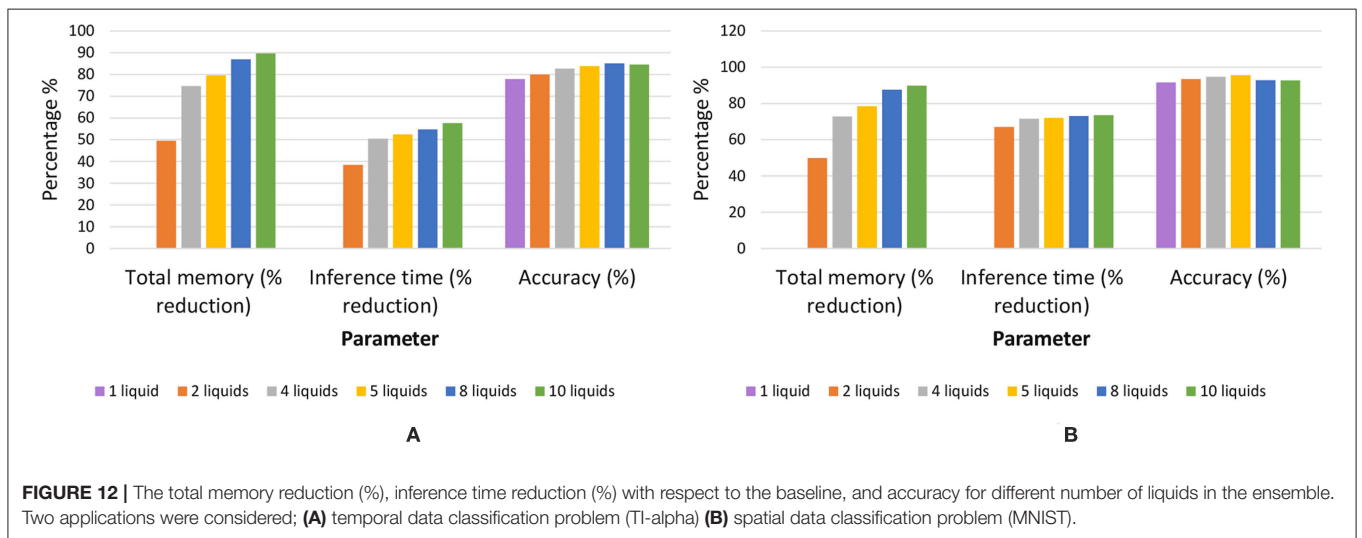 100
90
80
70
60
50
40
30
20
10
0
Percentage %
Total memory (%
reduction)
Inference time (%
reduction)
Accuracy (%)
Parameter
1 liquid 2 liquids 4 liquids 5 liquids 8 liquids 10 liquids
A
120
100
80
60
40
20
0
Percentage %
Total memory (%
reduction)
Inference time (%
reduction)
Accuracy (%)
Parameter
1 liquid 2 liquids 4 liquids 5 liquids 8 liquids 10 liquids
B
FIGURE 12 | The total memory reduction (%), inference time reduction (%) with respect to the baseline, and accuracy for different number of liquids in the ensemble.
Two applications were considered; (A) temporal data classification problem (TI-alpha) (B) spatial data classification problem (MNIST).